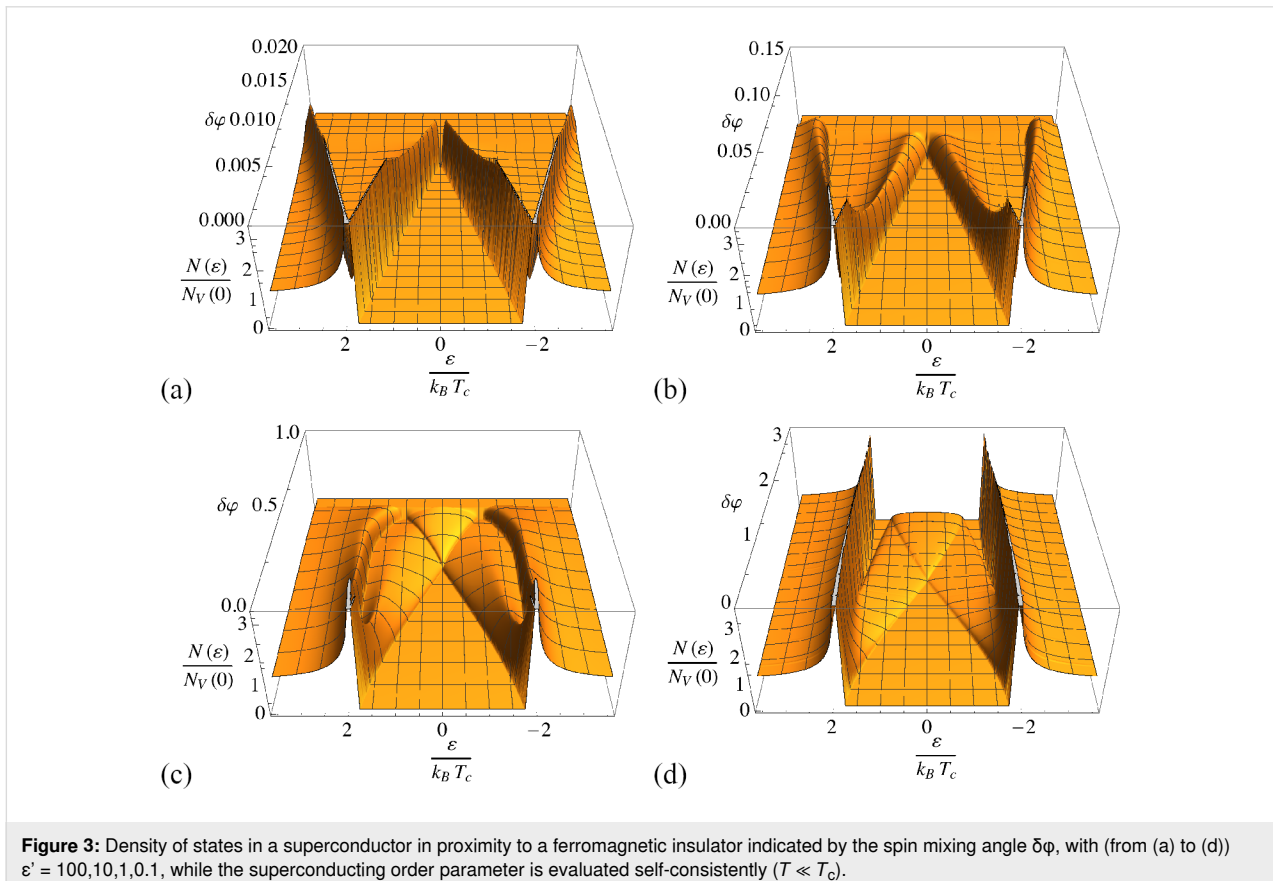 0.020
0.015
δφ 0.010
0.005
0.000
3
2
1
0
N(ε)
N_V(0)
2 0 −2
ε
k_B T_c
(a)
0.15
0.10
δφ
0.05
0.00
3
2
1
0
N(ε)
N_V(0)
2 0 −2
ε
k_B T_c
(b)
1.0
δφ 0.5
0.0
3
2
1
0
N(ε)
N_V(0)
2 0 −2
ε
k_B T_c
(c)
3
2
δφ
1
0
3
2
1
0
N(ε)
N_V(0)
2 0 −2
ε
k_B T_c
(d)
Figure 3: Density of states in a superconductor in proximity to a ferromagnetic insulator indicated by the spin mixing angle δφ, with (from (a) to (d))
ε' = 100,10,1,0.1, while the superconducting order parameter is evaluated self-consistently (T ≪ T_c).